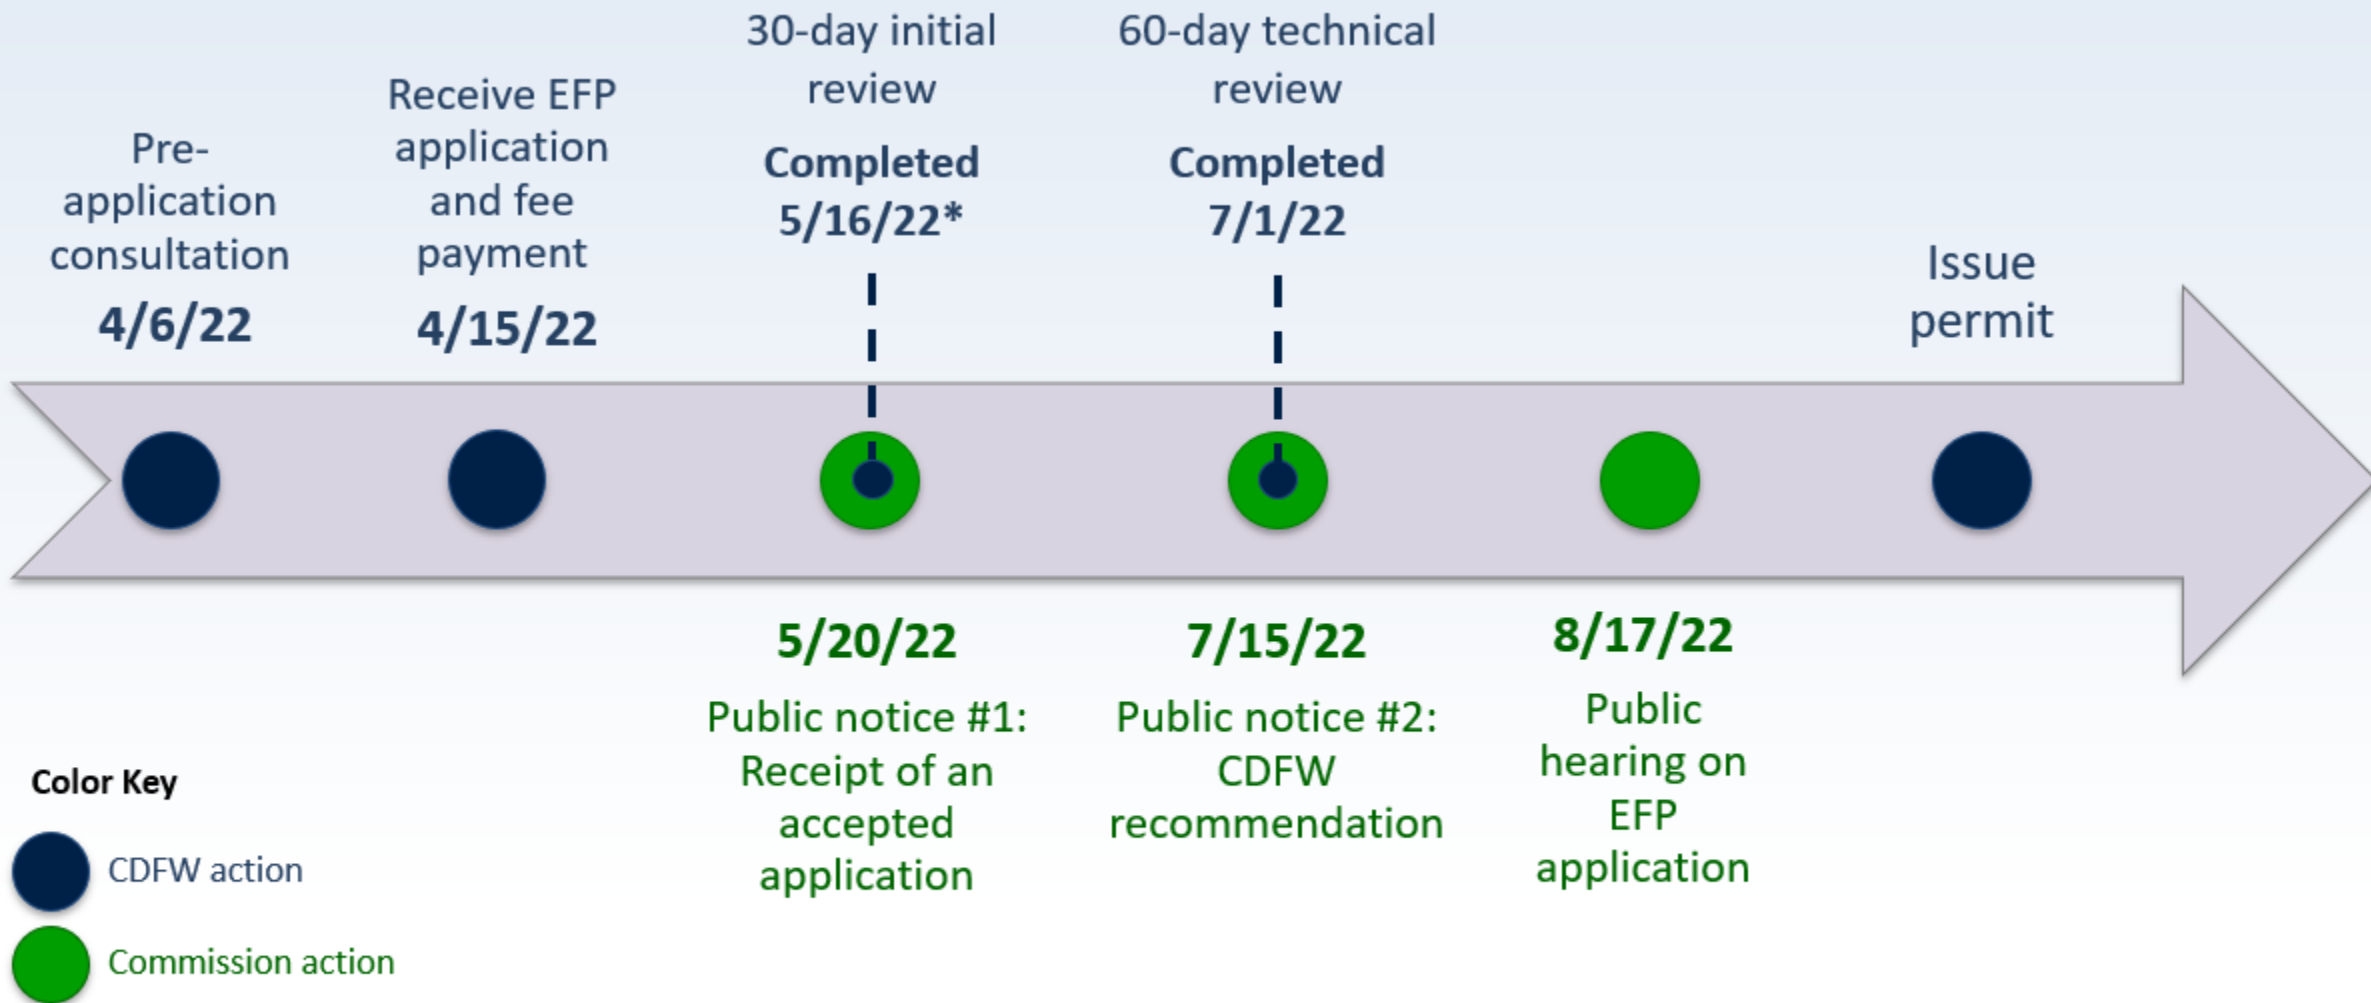 Pre-
application
consultation
4/6/22
Receive EFP
application
and fee
payment
4/15/22
30-day initial
review
Completed
5/16/22*
60-day technical
review
Completed
7/1/22
Issue
permit
5/20/22
Public notice #1:
Receipt of an
accepted
application
7/15/22
Public notice #2:
CDFW
recommendation
8/17/22
Public
hearing on
EFP
application
Color Key
CDFW action
Commission action